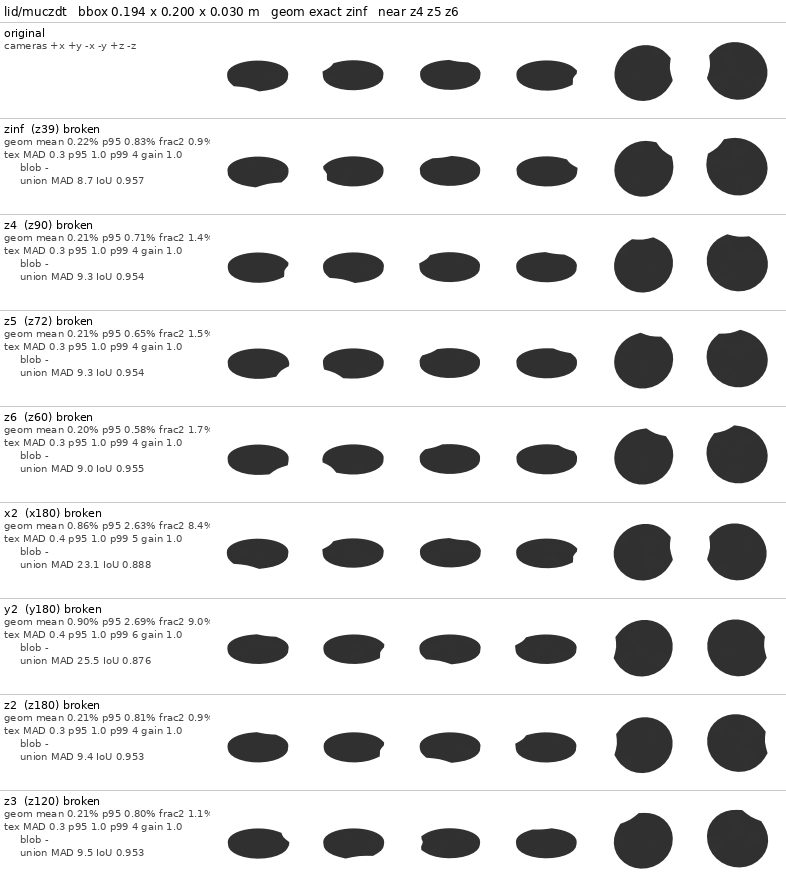 lid/muczdt bbox 0.194 x 0.200 x 0.030 m geom exact zinf near z4 z5 z6
original
cameras +x +y -x -y +z -z
zinf (z39) broken
geom mean 0.22% p95 0.83% frac2 0.9%
tex MAD 0.3 p95 1.0 p99 4 gain 1.0
blob -
union MAD 8.7 IoU 0.957
z4 (z90) broken
geom mean 0.21% p95 0.71% frac2 1.4%
tex MAD 0.3 p95 1.0 p99 4 gain 1.0
blob -
union MAD 9.3 IoU 0.954
z5 (z72) broken
geom mean 0.21% p95 0.65% frac2 1.5%
tex MAD 0.3 p95 1.0 p99 4 gain 1.0
blob -
union MAD 9.3 IoU 0.954
z6 (z60) broken
geom mean 0.20% p95 0.58% frac2 1.7%
tex MAD 0.3 p95 1.0 p99 4 gain 1.0
blob -
union MAD 9.0 IoU 0.955
x2 (x180) broken
geom mean 0.86% p95 2.63% frac2 8.4%
tex MAD 0.4 p95 1.0 p99 5 gain 1.0
blob -
union MAD 23.1 IoU 0.888
y2 (y180) broken
geom mean 0.90% p95 2.69% frac2 9.0%
tex MAD 0.4 p95 1.0 p99 6 gain 1.0
blob -
union MAD 25.5 IoU 0.876
z2 (z180) broken
geom mean 0.21% p95 0.81% frac2 0.9%
tex MAD 0.3 p95 1.0 p99 4 gain 1.0
blob -
union MAD 9.4 IoU 0.953
z3 (z120) broken
geom mean 0.21% p95 0.80% frac2 1.1%
tex MAD 0.3 p95 1.0 p99 4 gain 1.0
blob -
union MAD 9.5 IoU 0.953